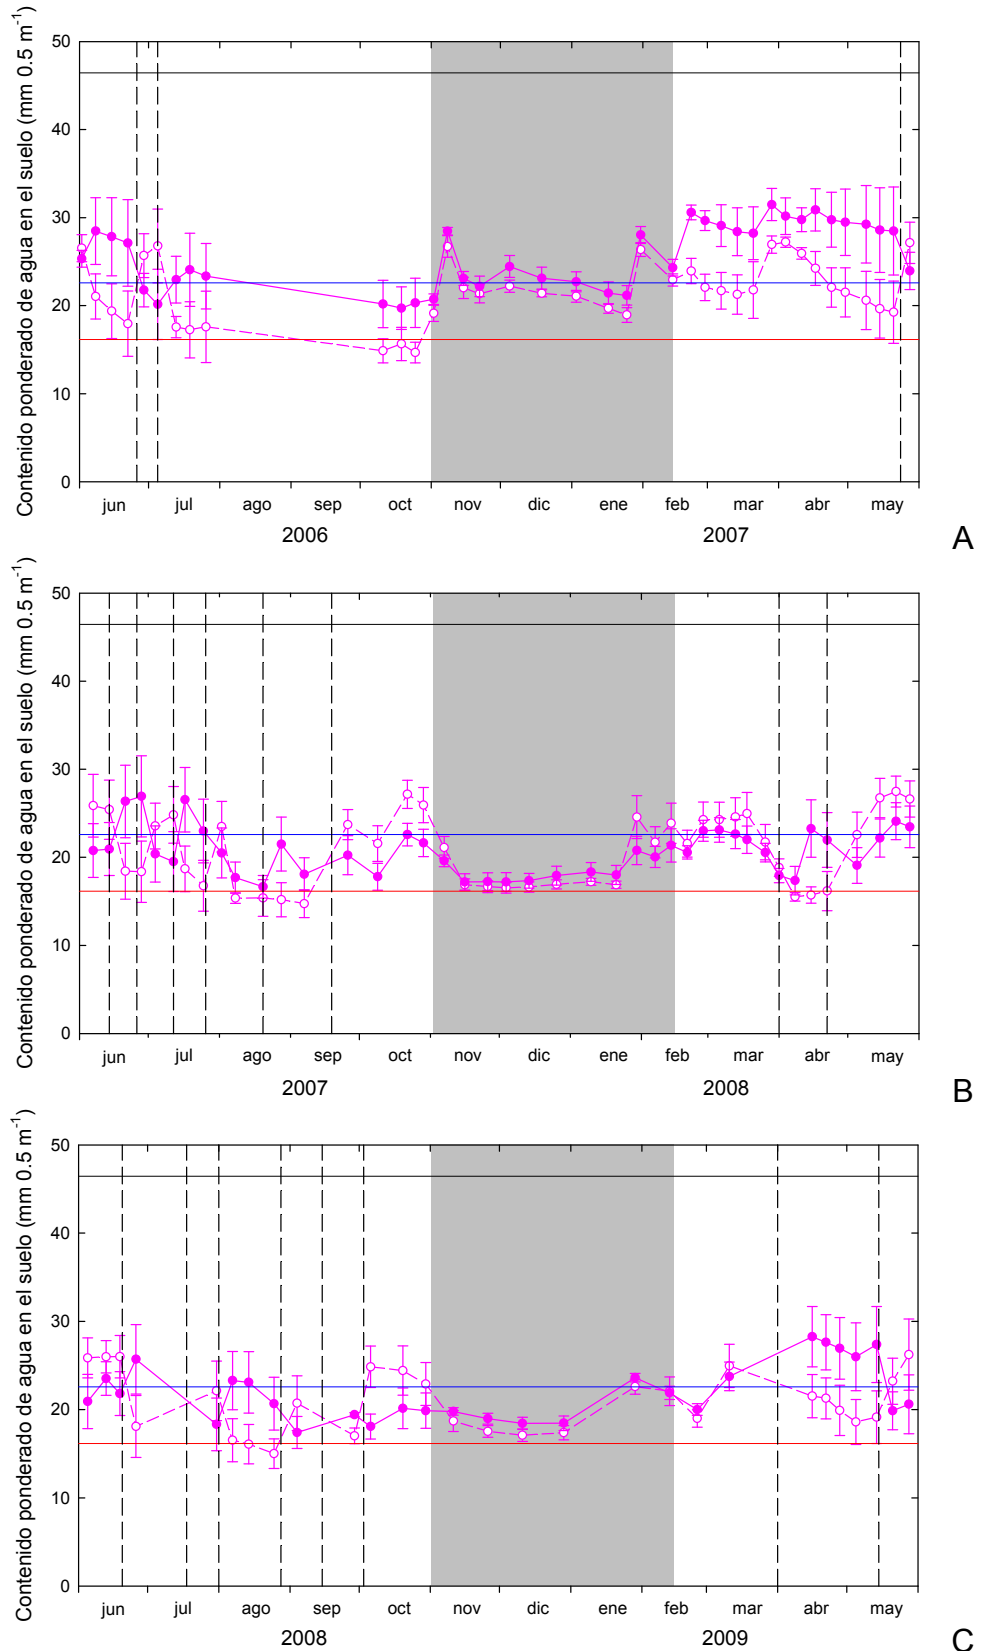 Contenido ponderado de agua en el suelo (mm 0.5 m-1)
50
40
30
20
10
0
jun jul ago sep oct nov dic ene feb mar abr may
2006 2007
A
Contenido ponderado de agua en el suelo (mm 0.5 m-1)
50
40
30
20
10
0
jun jul ago sep oct nov dic ene feb mar abr may
2007 2008
B
Contenido ponderado de agua en el suelo (mm 0.5 m-1)
50
40
30
20
10
0
jun jul ago sep oct nov dic ene feb mar abr may
2008 2009
C